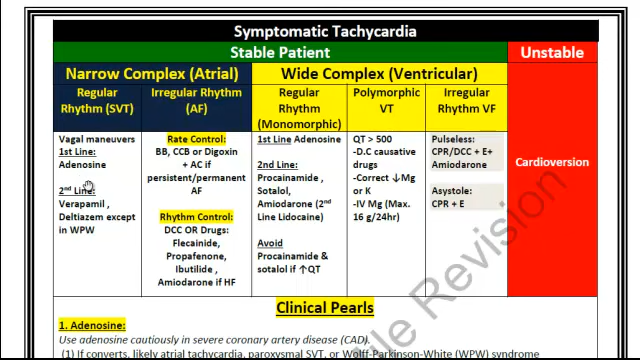 Symptomatic Tachycardia
Stable Patient
Unstable
Narrow Complex (Atrial)
Wide Complex (Ventricular)
Regular
Rhythm (SVT)
Irregular Rhythm
(AF)
Regular
Rhythm
(Monomorphic)
Polymorphic
VT
Irregular
Rhythm VF
Vagal maneuvers
1st Line:
Adenosine
2nd Line:
Verapamil,
Deltiazem except
in WPW
Rate Control:
BB, CCB or Digoxin
+ AC if
persistent/permanent
AF
Rhythm Control:
DCC OR Drugs:
Flecainide,
Propafenone,
Ibutilide ,
Amiodarone if HF
1st Line Adenosine
2nd Line:
Procainamide ,
Sotalol,
Amiodarone (2nd
Line Lidocaine)
Avoid
Procainamide &
sotalol if ↑QT
QT > 500
-D.C causative
drugs
-Correct ↓Mg
or K
-IV Mg (Max.
16 g/24hr)
Pulseless:
CPR/DCC + E+
Amiodarone
Asystole:
CPR + E
Cardioversion
Clinical Pearls
1. Adenosine:
Use adenosine cautiously in severe coronary artery disease (CAD).
(1) If converts, likely atrial tachycardia, paroxysmal SVT, or Wolff-Parkinson-White (WPW) syndrome
Revision